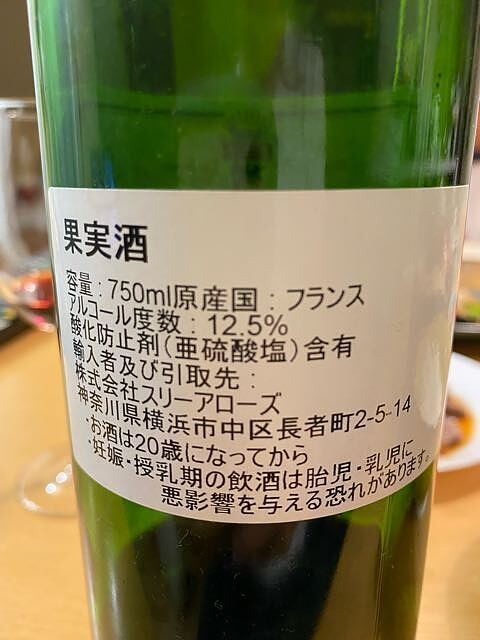 果実酒
容量：750ml原産国：フランス
アルコール度数：12.5%
酸化防止剤(亜硫酸塩)含有
輸入者及び引取先：
株式会社スリーアローズ
神奈川県横浜市中区長者町2-5-14
・お酒は20歳になってから
・妊娠・授乳期の飲酒は胎児・乳児に
悪影響を与える恐れがあります。